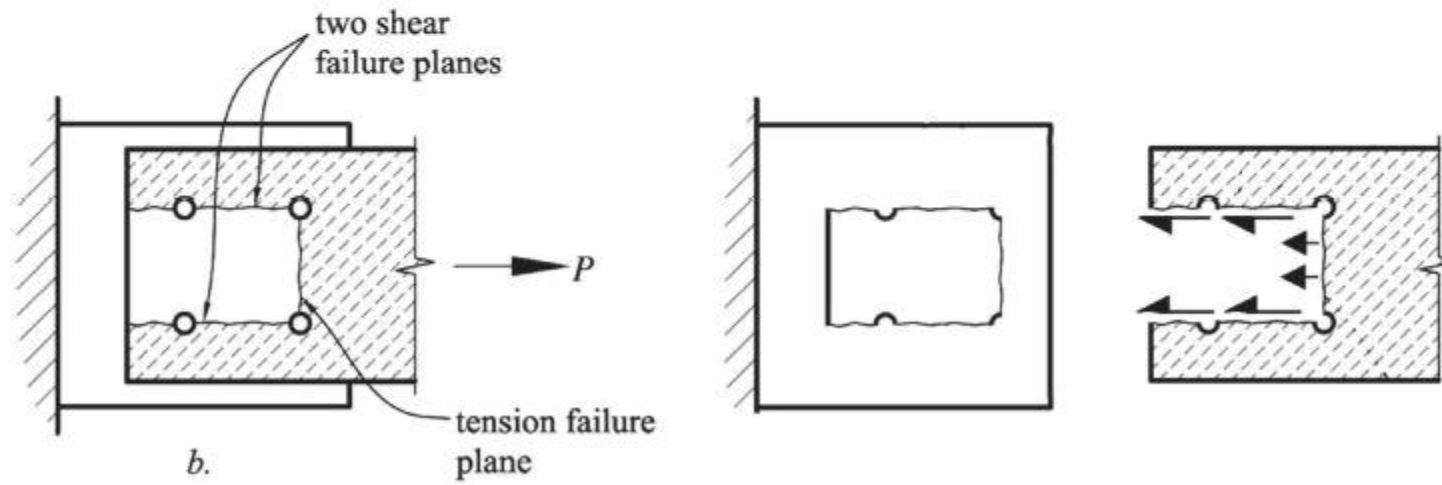 two shear
failure planes
P
tension failure
plane
b.